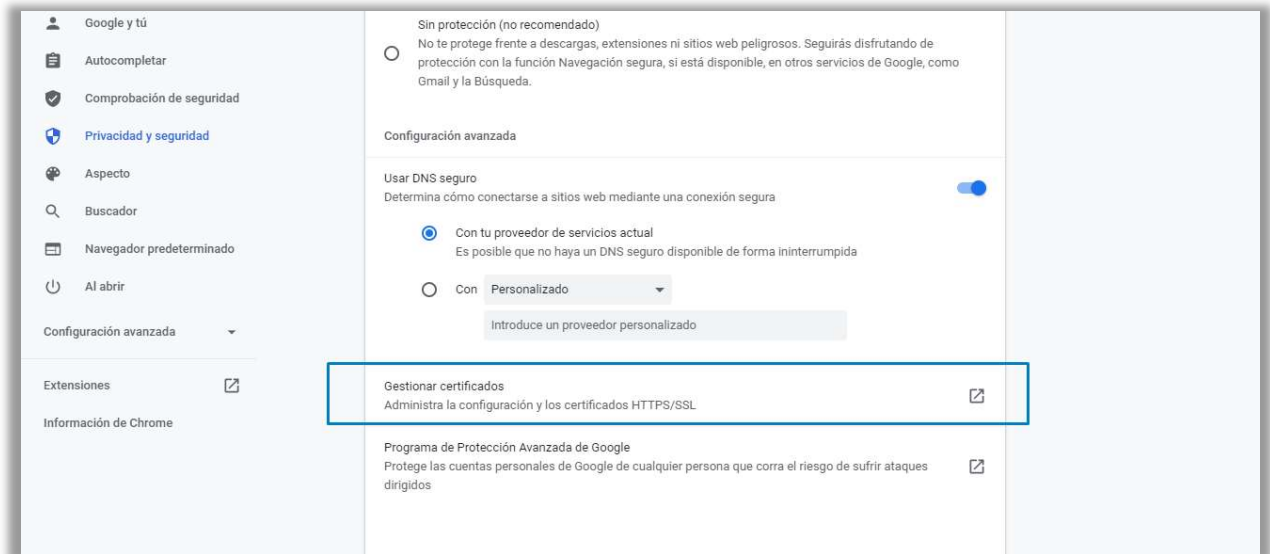 Google y tú
Autocompletar
Comprobación de seguridad
Privacidad y seguridad
Aspecto
Buscador
Navegador predeterminado
Al abrir
Configuración avanzada
Extensiones
Información de Chrome
Sin protección (no recomendado)
No te protege frente a descargas, extensiones ni sitios web peligrosos. Seguirás disfrutando de
protección con la función Navegación segura, si está disponible, en otros servicios de Google, como
Gmail y la Búsqueda.
Configuración avanzada
Usar DNS seguro
Determina cómo conectarse a sitios web mediante una conexión segura
Con tu proveedor de servicios actual
Es posible que no haya un DNS seguro disponible de forma ininterrumpida
Con Personalizado
Introduce un proveedor personalizado
Gestionar certificados
Administra la configuración y los certificados HTTPS/SSL
Programa de Protección Avanzada de Google
Protege las cuentas personales de Google de cualquier persona que corra el riesgo de sufrir ataques
dirigidos